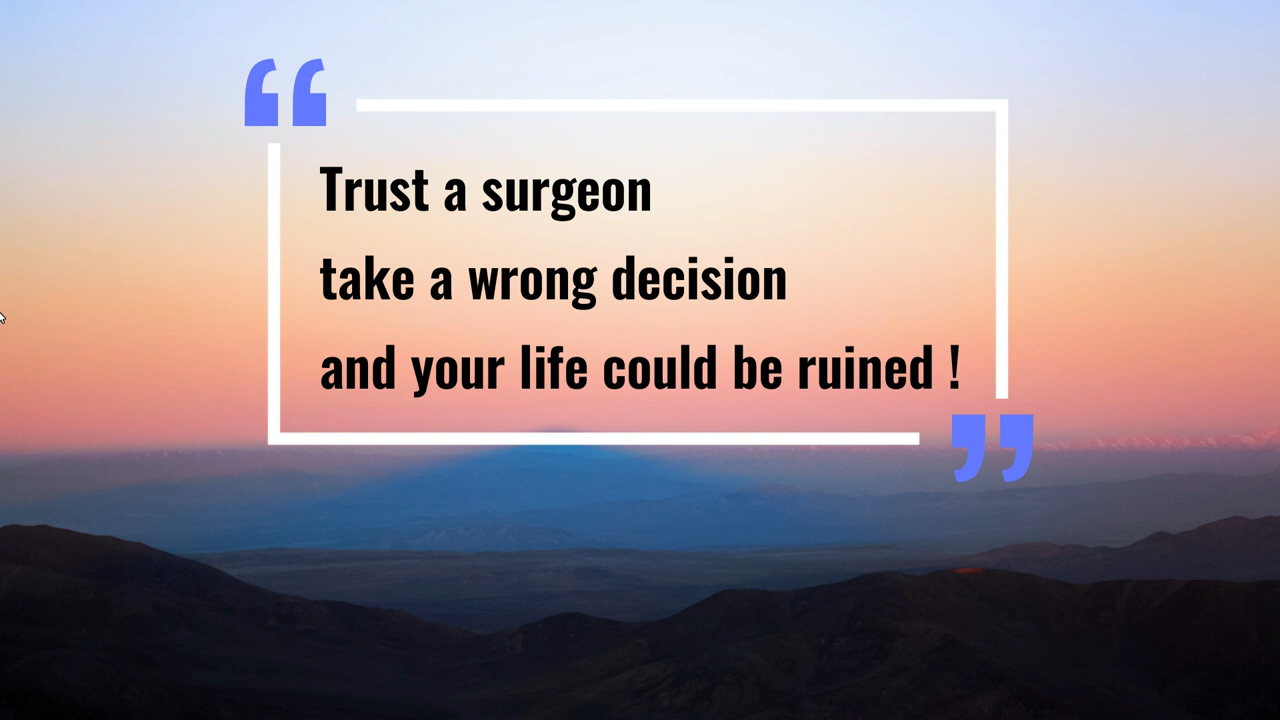 Trust a surgeon
take a wrong decision
and your life could be ruined !